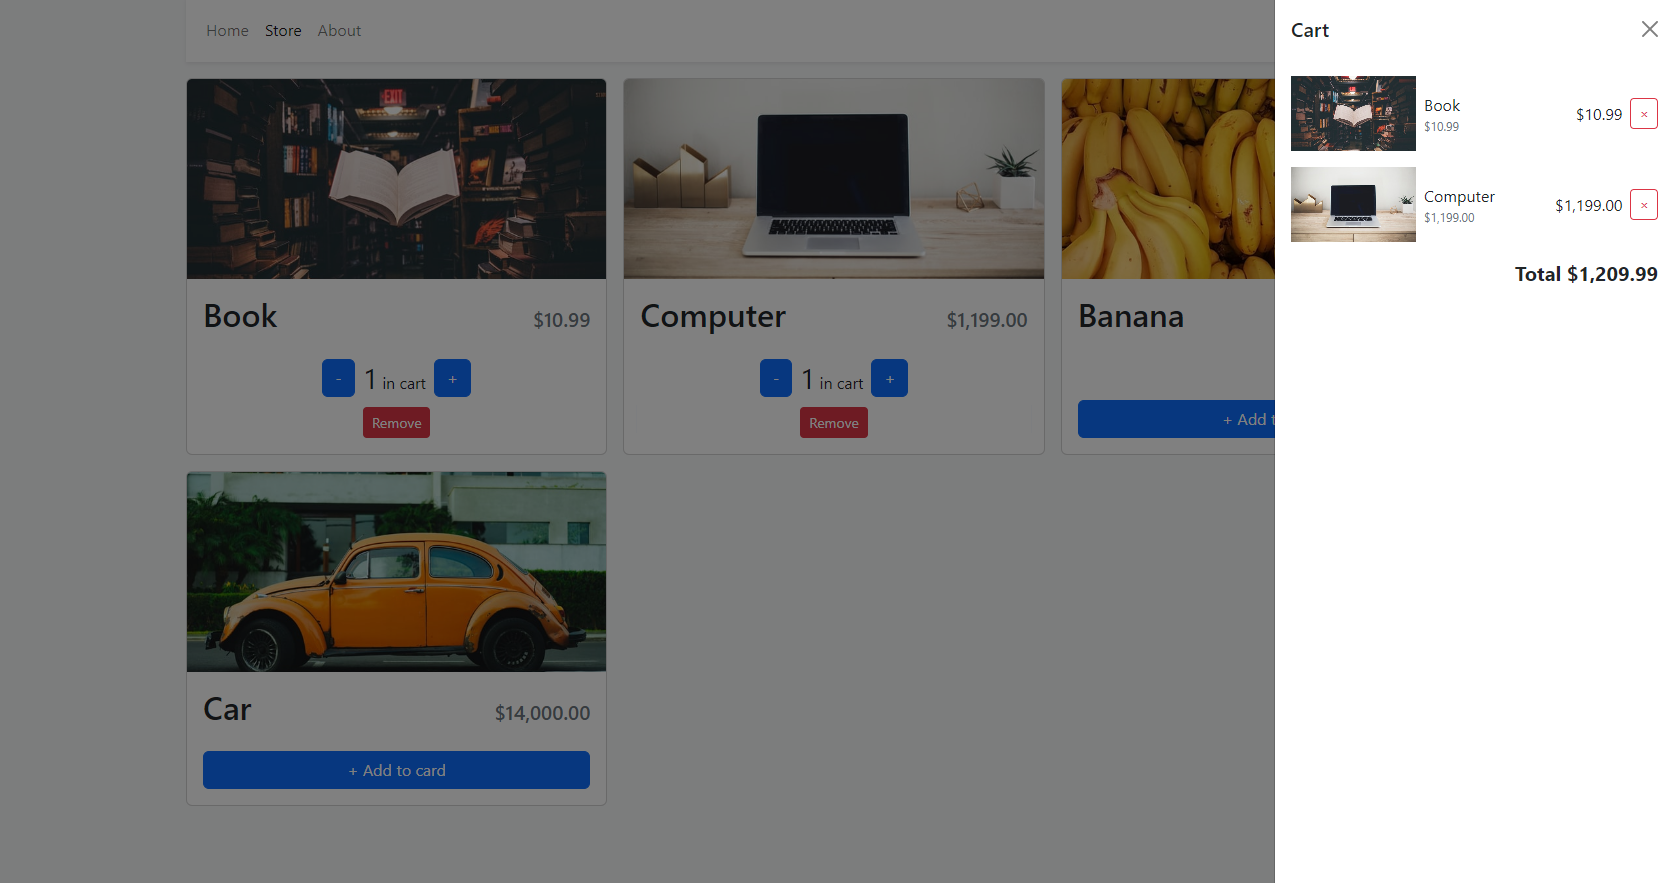 Home Store About
EXIT
Book $10.99
- 1 in cart +
Remove
Computer $1,199.00
- 1 in cart +
Remove
Banana
+ Add
Car $14,000.00
+ Add to card
Cart
Book
$10.99
$10.99 ×
Computer
$1,199.00
$1,199.00 ×
Total $1,209.99